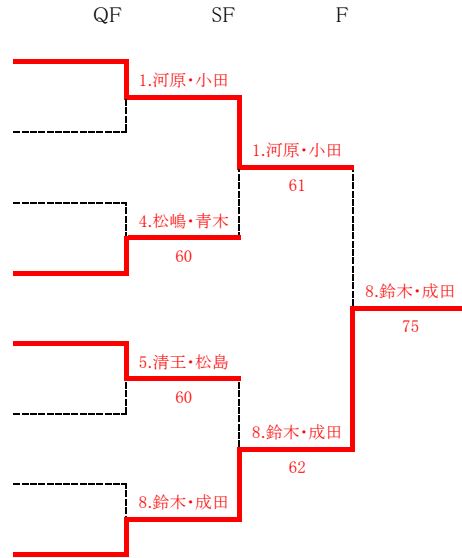 QF SF F
1.河原・小田
1.河原・小田
61
4.松嶋・青木
60
8.鈴木・成田
75
5.清王・松島
60
8.鈴木・成田
62
8.鈴木・成田